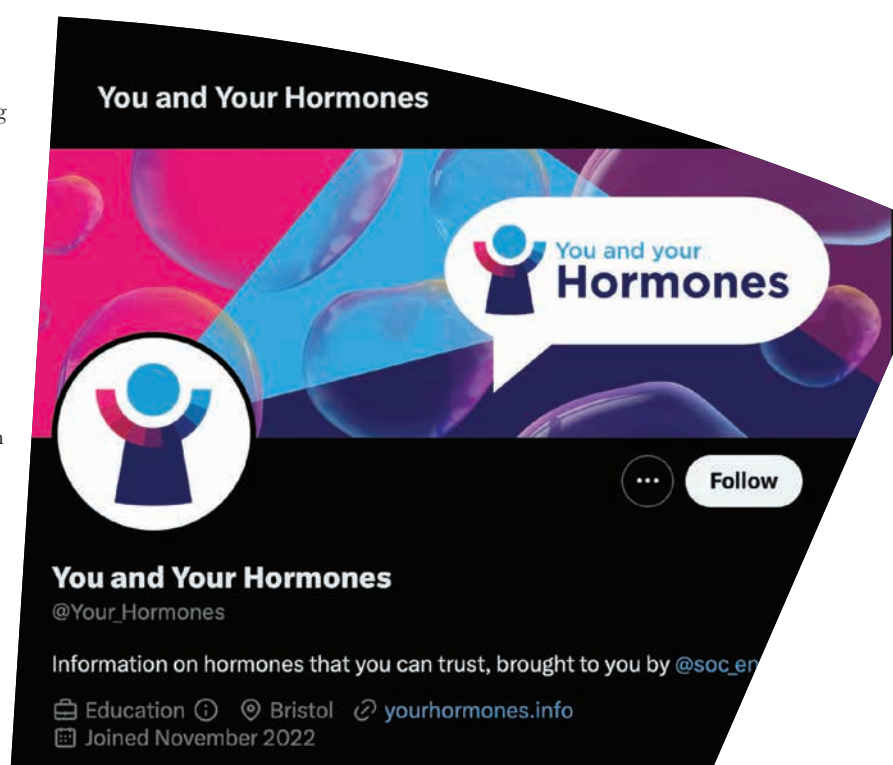 You and Your Hormones
You and your
Hormones
Follow
You and Your Hormones
@Your_Hormones
Information on hormones that you can trust, brought to you by
Education Bristol yourhormones.info
Joined November 2022